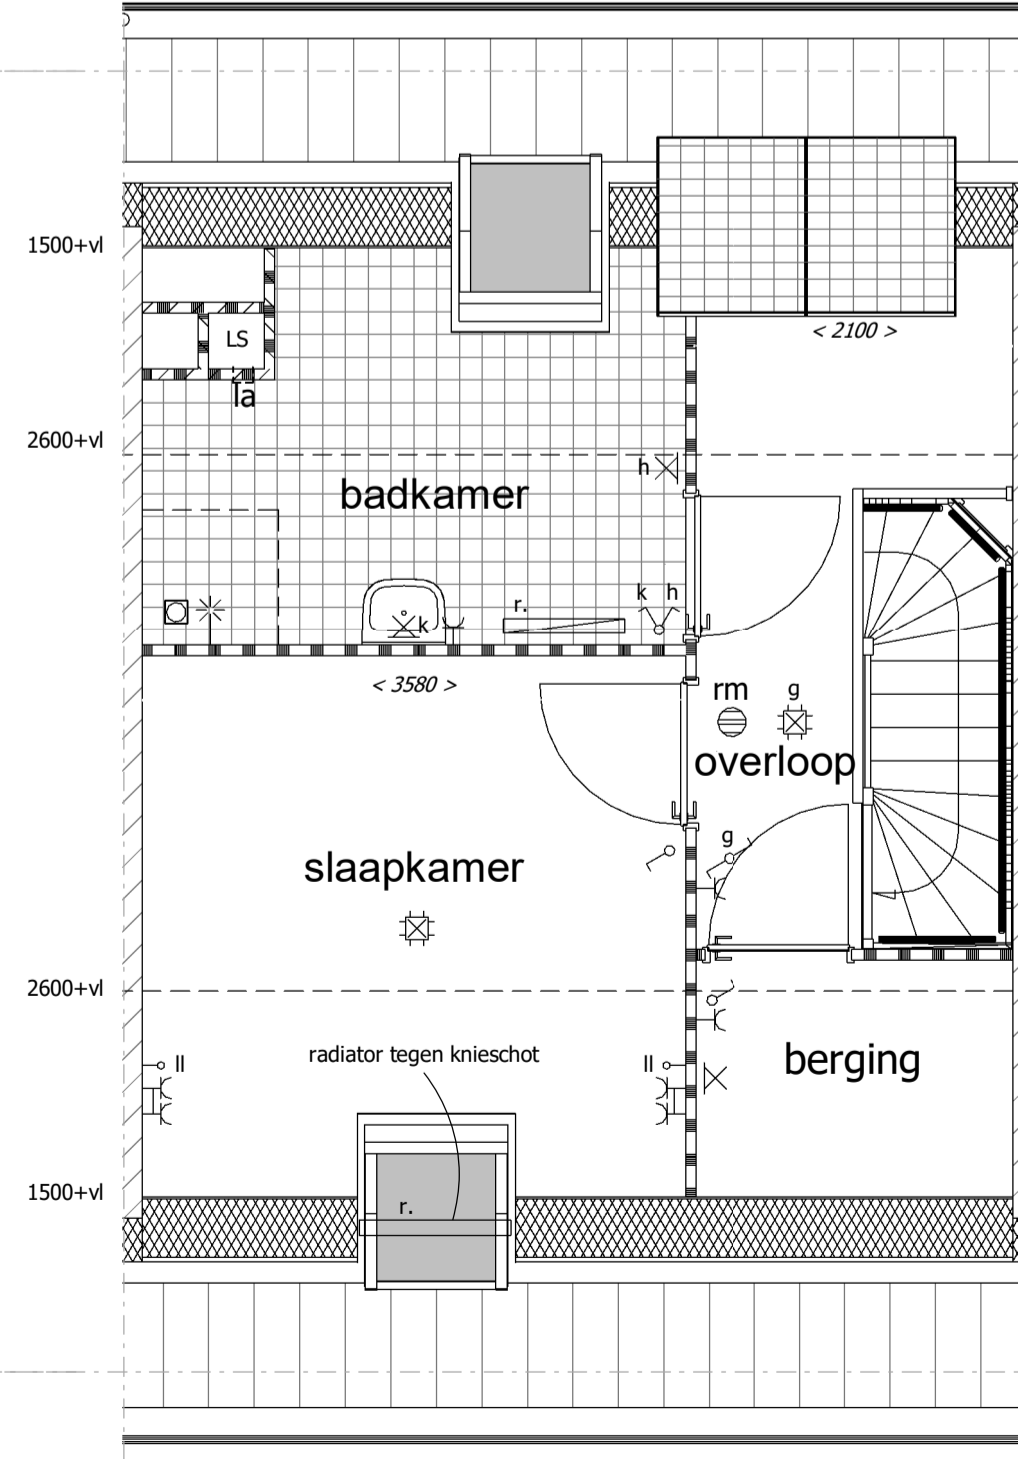 1500+vl
LS
la
< 2100 >
2600+vl
h
badkamer
k
r.
k h
< 3580 >
rm
g
overloop
g
slaapkamer
2600+vl
radiator tegen knieschot
ll
ll
berging
1500+vl
r.